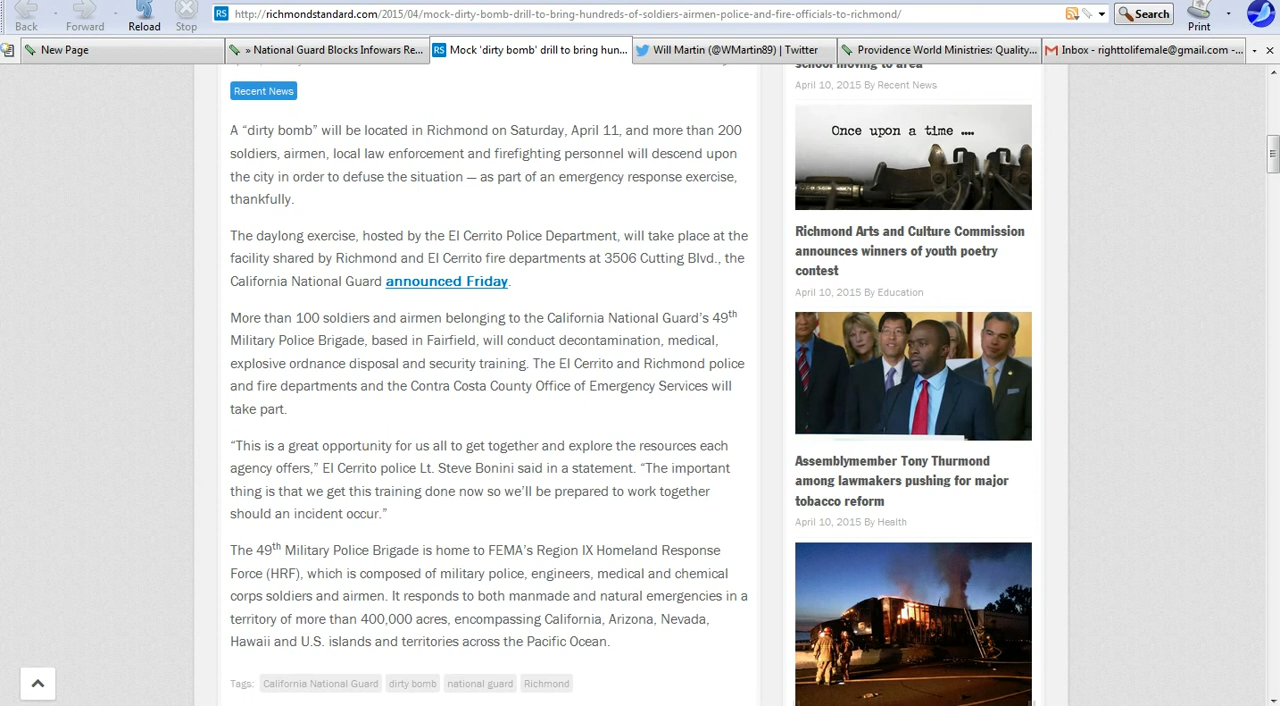 Back
Forward
Reload
Stop
http://richmondstandard.com/2015/04/mock-dirty-bomb-drill-to-bring-hundreds-of-soldiers-airmen-police-and-fire-officials-to-richmond/
Search
Print
New Page
» National Guard Blocks Infowars Re...
RS
Mock 'dirty bomb' drill to bring hun...
Will Martin (@WMartin89) | Twitter
Providence World Ministries: Quality,...
Inbox - righttolifemale@gmail.com -...
Recent News
A “dirty bomb” will be located in Richmond on Saturday, April 11, and more than 200
soldiers, airmen, local law enforcement and firefighting personnel will descend upon
the city in order to defuse the situation — as part of an emergency response exercise,
thankfully.
The daylong exercise, hosted by the El Cerrito Police Department, will take place at the
facility shared by Richmond and El Cerrito fire departments at 3506 Cutting Blvd., the
California National Guard announced Friday.
More than 100 soldiers and airmen belonging to the California National Guard’s 49th
Military Police Brigade, based in Fairfield, will conduct decontamination, medical,
explosive ordnance disposal and security training. The El Cerrito and Richmond police
and fire departments and the Contra Costa County Office of Emergency Services will
take part.
“This is a great opportunity for us all to get together and explore the resources each
agency offers,” El Cerrito police Lt. Steve Bonini said in a statement. “The important
thing is that we get this training done now so we’ll be prepared to work together
should an incident occur.”
The 49th Military Police Brigade is home to FEMA’s Region IX Homeland Response
Force (HRF), which is composed of military police, engineers, medical and chemical
corps soldiers and airmen. It responds to both manmade and natural emergencies in a
territory of more than 400,000 acres, encompassing California, Arizona, Nevada,
Hawaii and U.S. islands and territories across the Pacific Ocean.
Tags: California National Guard dirty bomb national guard Richmond
school moving to area
April 10, 2015 By Recent News
Once upon a time ....
Richmond Arts and Culture Commission
announces winners of youth poetry
contest
April 10, 2015 By Education
Assemblymember Tony Thurmond
among lawmakers pushing for major
tobacco reform
April 10, 2015 By Health